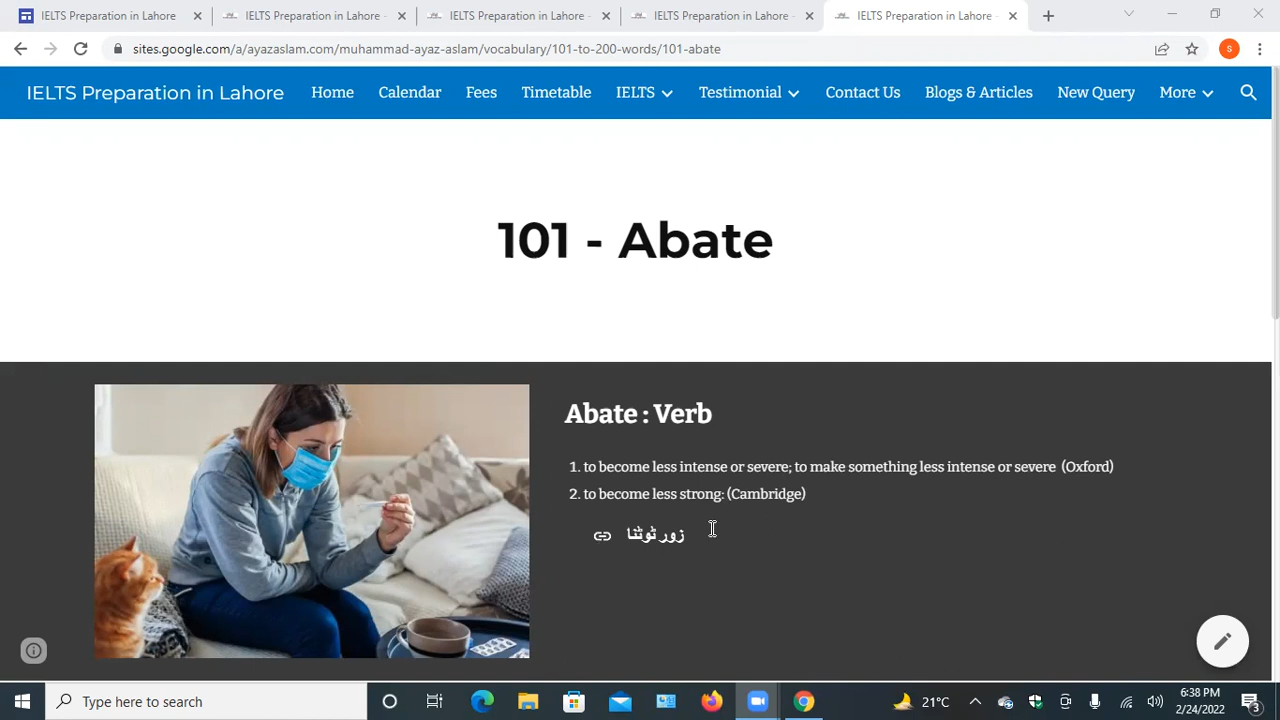 IELTS Preparation in Lahore
IELTS Preparation in Lahore -
IELTS Preparation in Lahore -
IELTS Preparation in Lahore -
IELTS Preparation in Lahore -
sites.google.com/a/ayazaslam.com/muhammad-ayaz-aslam/vocabulary/101-to-200-words/101-abate
S
IELTS Preparation in Lahore Home Calendar Fees Timetable IELTS Testimonial Contact Us Blogs & Articles New Query More
101 - Abate
Abate : Verb
1. to become less intense or severe; to make something less intense or severe (Oxford)
2. to become less strong: (Cambridge)
زور ٹوٹنا
Type here to search
21°C
6:38 PM
2/24/2022
3